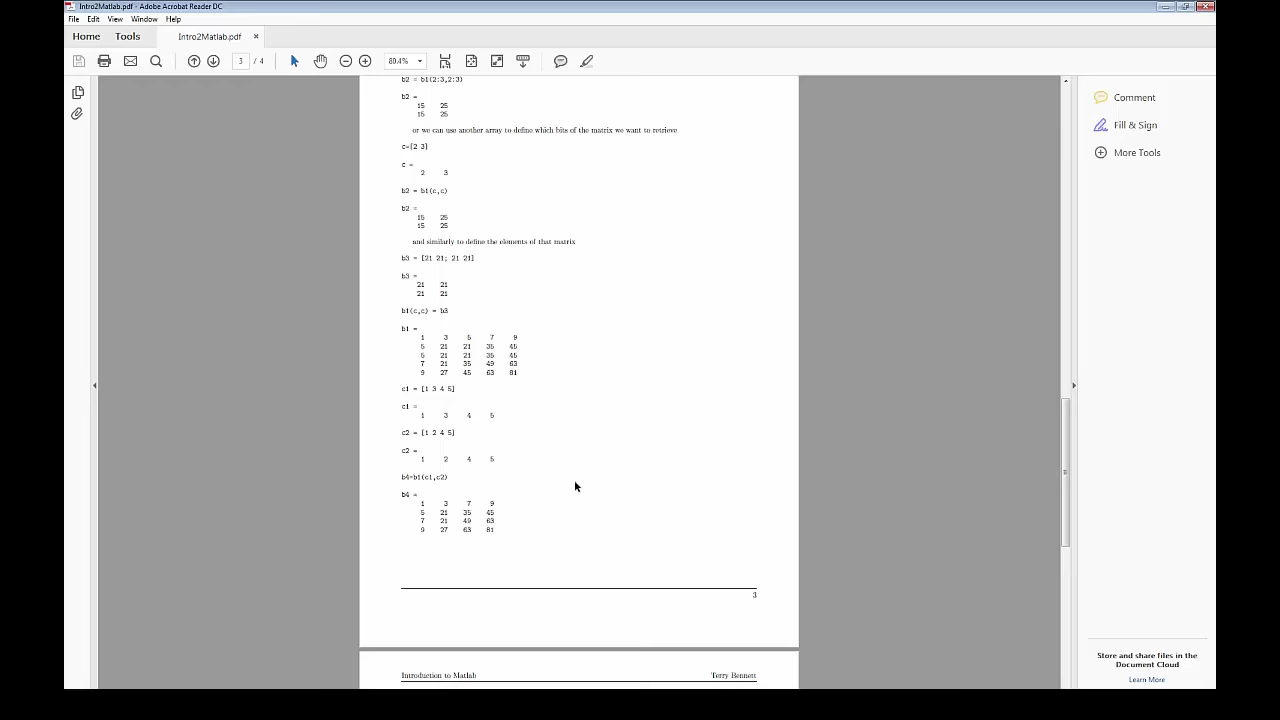 Intro2Matlab.pdf - Adobe Acrobat Reader DC
File Edit View Window Help
Home Tools Intro2Matlab.pdf ×
3 / 4 80.4%
b2 = b1(2:3,2:3)
b2 =
15 25
15 25
or we can use another array to define which bits of the matrix we want to retrieve
c=[2 3]
c =
2 3
b2 = b1(c,c)
b2 =
15 25
15 25
and similarly to define the elements of that matrix
b3 = [21 21; 21 21]
b3 =
21 21
21 21
b1(c,c) = b3
b1 =
1 3 5 7 9
5 21 21 35 45
5 21 21 35 45
7 21 35 49 63
9 27 45 63 81
c1 = [1 3 4 5]
c1 =
1 3 4 5
c2 = [1 2 4 5]
c2 =
1 2 4 5
b4=b1(c1,c2)
b4 =
1 3 7 9
5 21 35 45
7 21 49 63
9 27 63 81
3
Introduction to Matlab Terry Bennett
Comment
Fill & Sign
More Tools
Store and share files in the
Document Cloud
Learn More